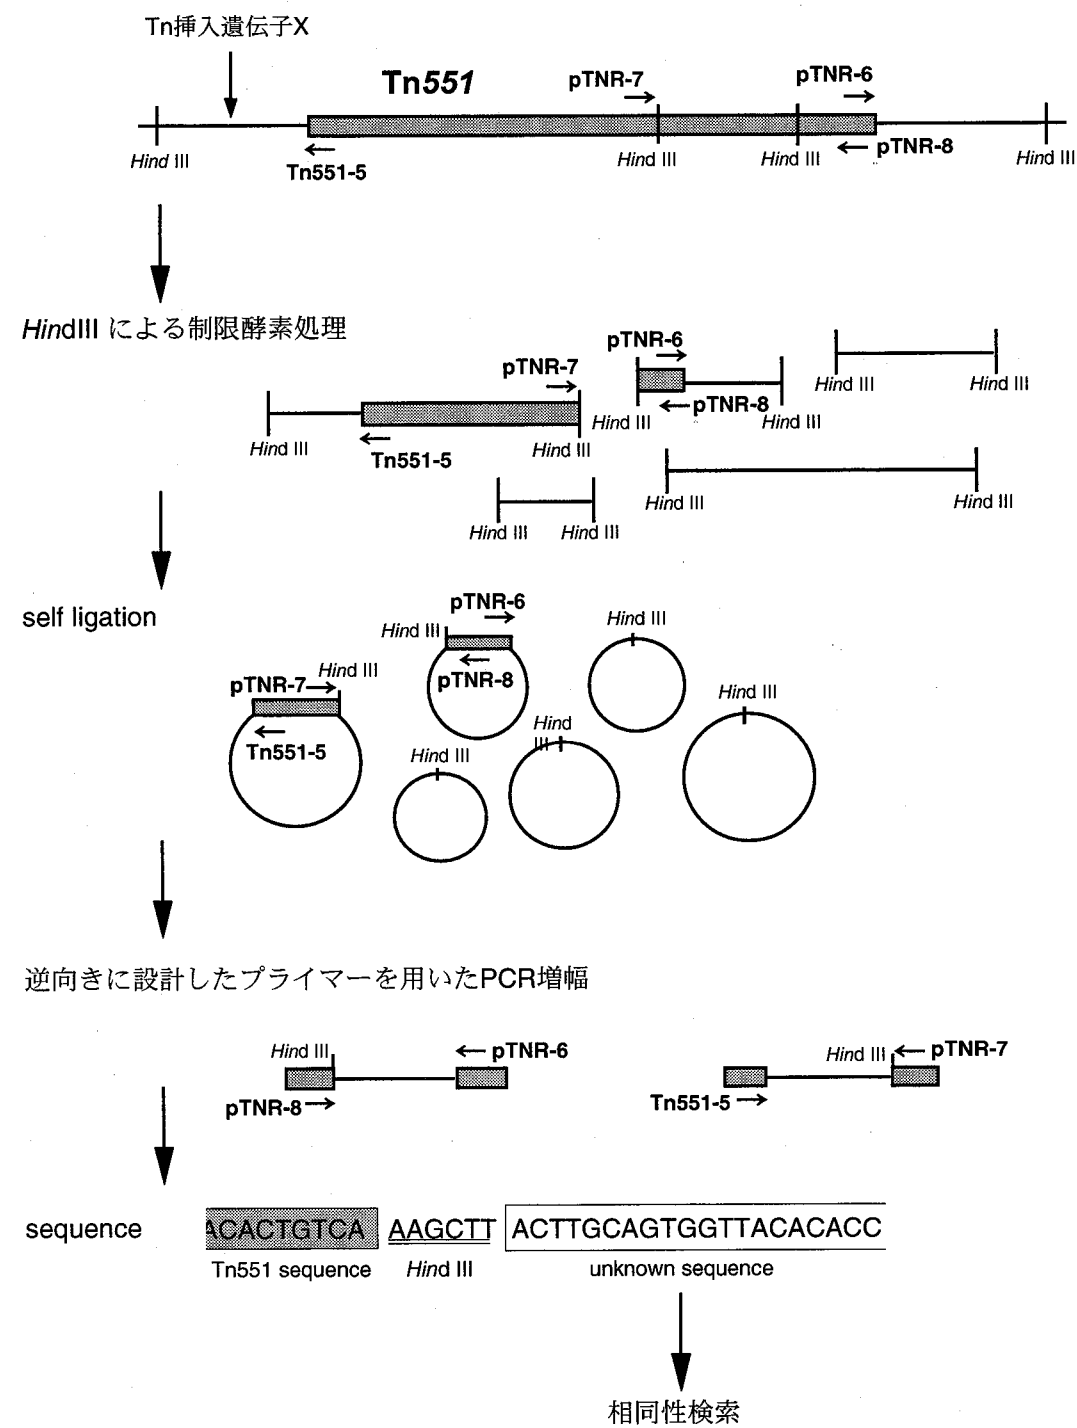 Tn挿入遺伝子X
Tn551
pTNR-7
pTNR-6
Hind III
Tn551-5
Hind III
Hind III
pTNR-8
Hind III
HindIII による制限酵素処理
pTNR-7
pTNR-6
Hind III
Hind III
Hind III
Tn551-5
Hind III
Hind III
pTNR-8
Hind III
Hind III
Hind III
Hind III
Hind III
Hind III
self ligation
pTNR-6
Hind III
pTNR-8
Hind III
pTNR-7
Hind III
Tn551-5
Hind III
Hind III
Hind III
逆向きに設計したプライマーを用いたPCR増幅
Hind III
pTNR-6
pTNR-8
Hind III
pTNR-7
Tn551-5
sequence
ACACTGTCA AAGCTT ACTTGCAGTGGTTACACACC
Tn551 sequence
Hind III
unknown sequence
相同性検索